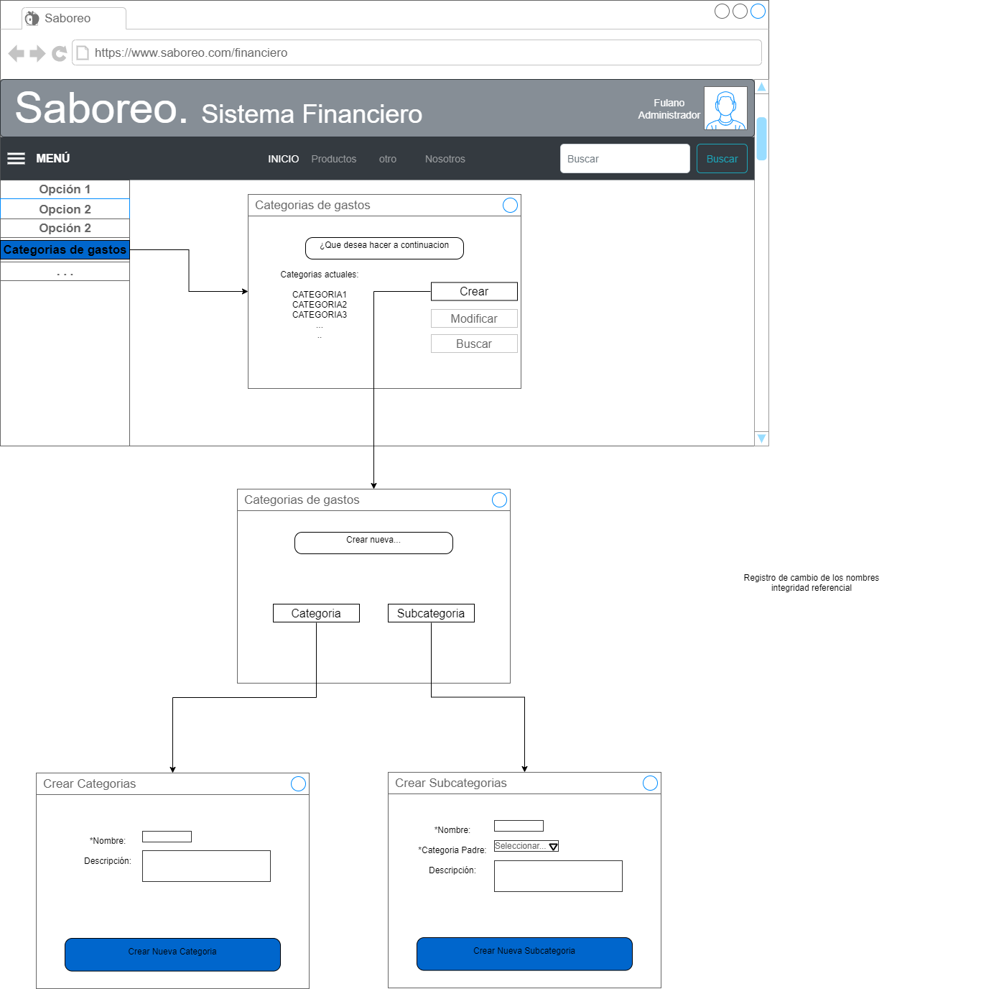 Saboreo
https://www.saboreo.com/financiero
Saboreo. Sistema Financiero
Fulano
Administrador
MENÚ
INICIO
Productos
otro
Nosotros
Buscar
Buscar
Opción 1
Opcion 2
Opción 2
Categorias de gastos
. . .
Categorias de gastos
¿Que desea hacer a continuacion
Categorias actuales:
CATEGORIA1
CATEGORIA2
CATEGORIA3
...
..
Crear
Modificar
Buscar
Categorias de gastos
Crear nueva...
Categoria
Subcategoria
Registro de cambio de los nombres
integridad referencial
Crear Categorias
*Nombre:
Descripción:
Crear Nueva Categoria
Crear Subcategorias
*Nombre:
*Categoria Padre:
Seleccionar...
Descripción:
Crear Nueva Subcategoria